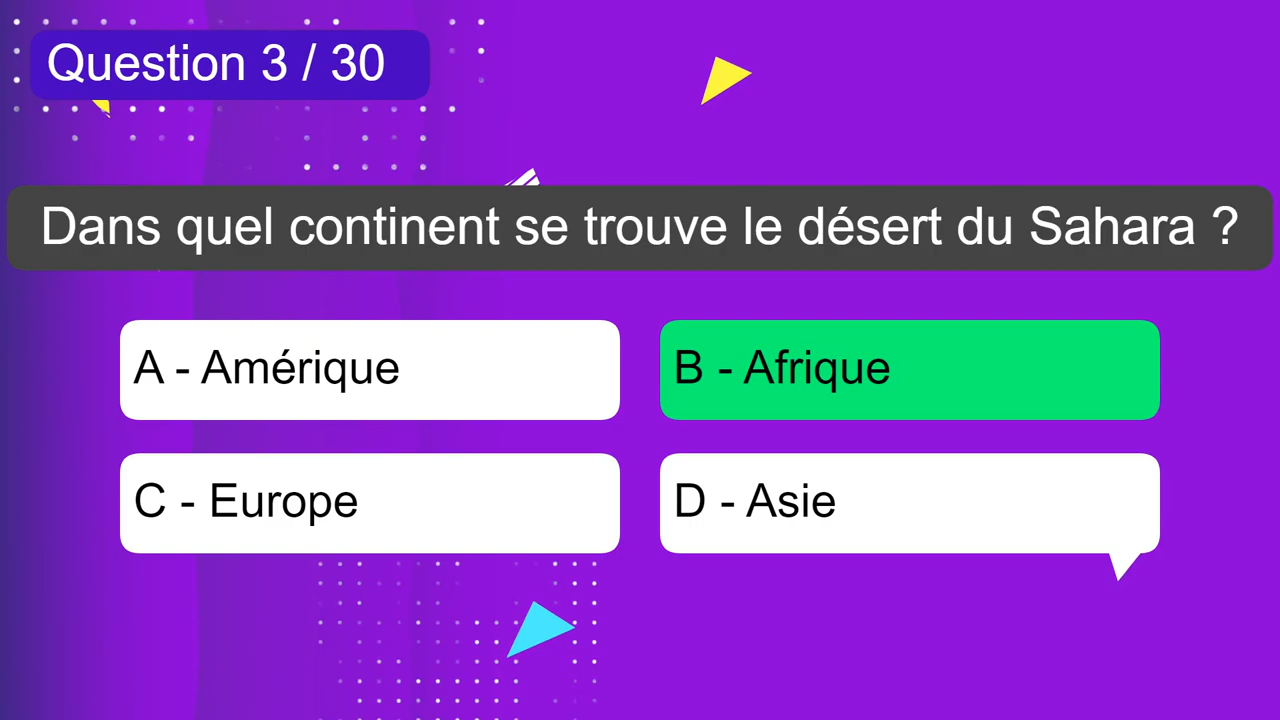 Question 3 / 30
Dans quel continent se trouve le désert du Sahara ?
A - Amérique
B - Afrique
C - Europe
D - Asie